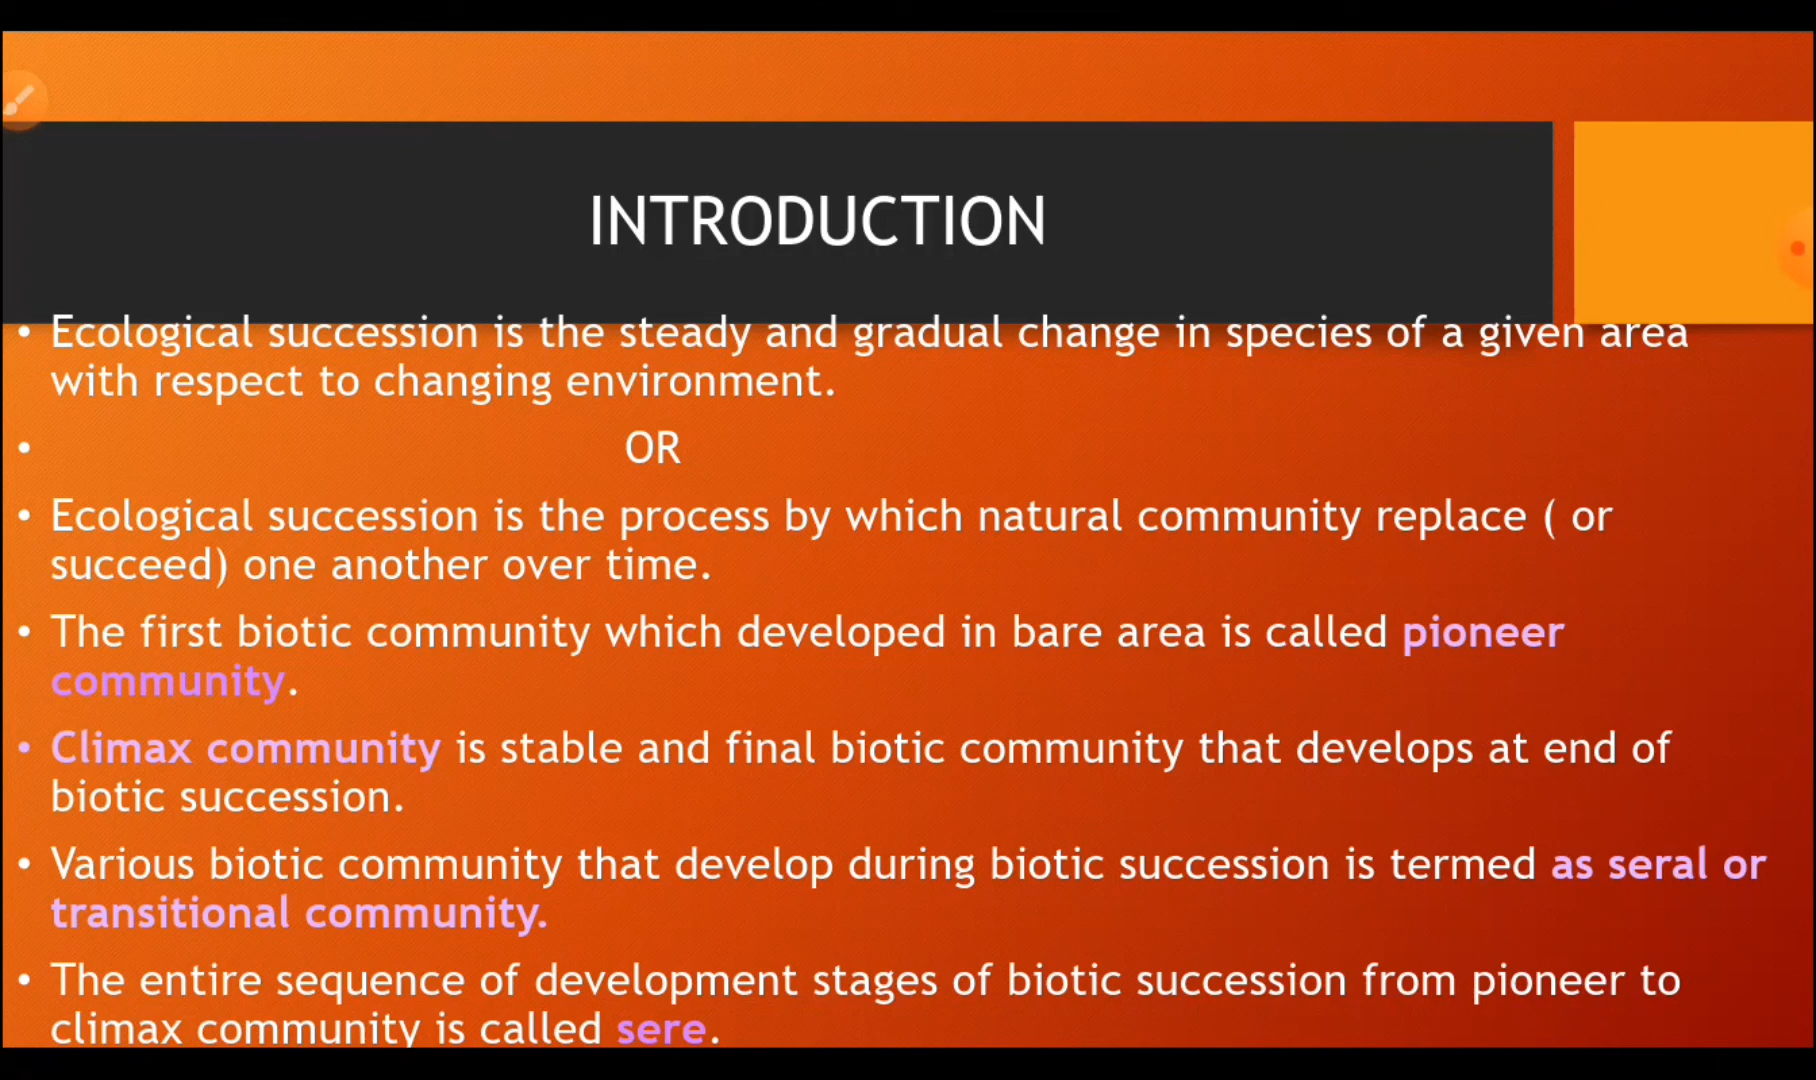 INTRODUCTION
• Ecological succession is the steady and gradual change in species of a given area
with respect to changing environment.
• OR
• Ecological succession is the process by which natural community replace ( or
succeed) one another over time.
• The first biotic community which developed in bare area is called pioneer
community.
• Climax community is stable and final biotic community that develops at end of
biotic succession.
• Various biotic community that develop during biotic succession is termed as seral or
transitional community.
• The entire sequence of development stages of biotic succession from pioneer to
climax community is called sere.